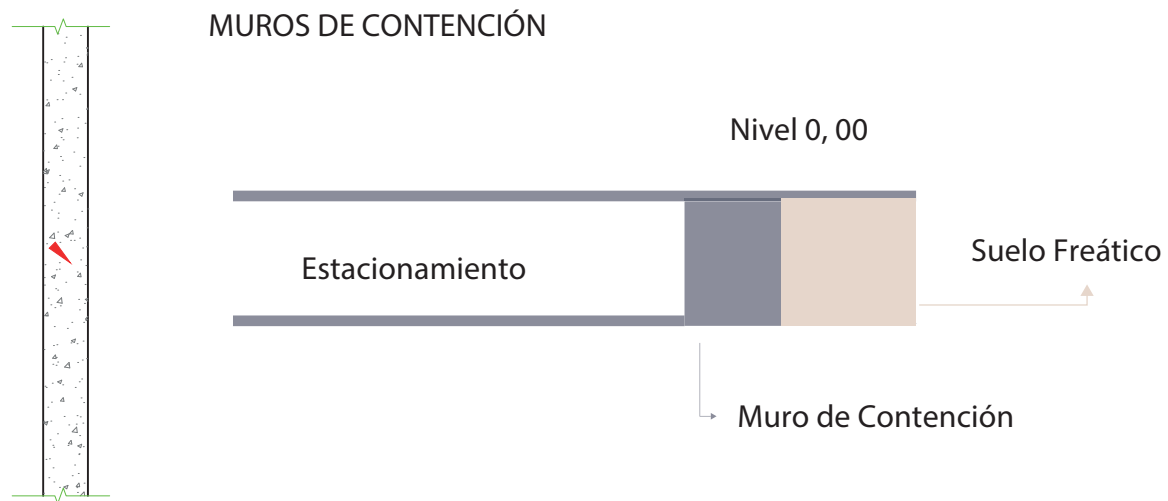 MUROS DE CONTENCIÓN
Nivel 0, 00
Suelo Freático
Estacionamiento
Muro de Contención